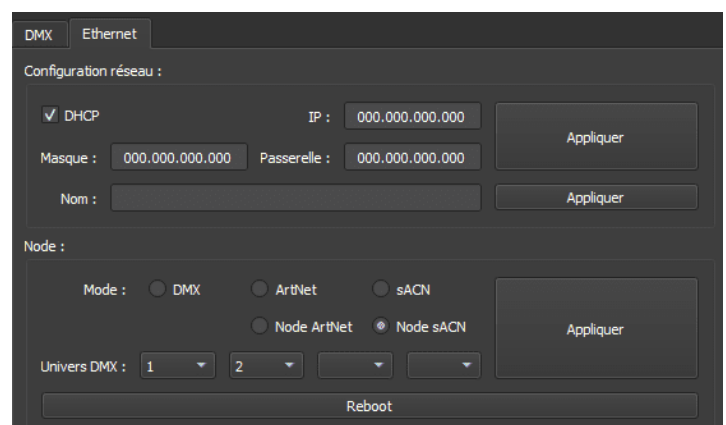 DMX Ethernet
Configuration réseau :
DHCP IP : 000.000.000.000 Appliquer
Masque : 000.000.000.000 Passerelle : 000.000.000.000
Nom : Appliquer
Node :
Mode : DMX ArtNet sACN
Node ArtNet Node sACN Appliquer
Univers DMX : 1 2
Reboot